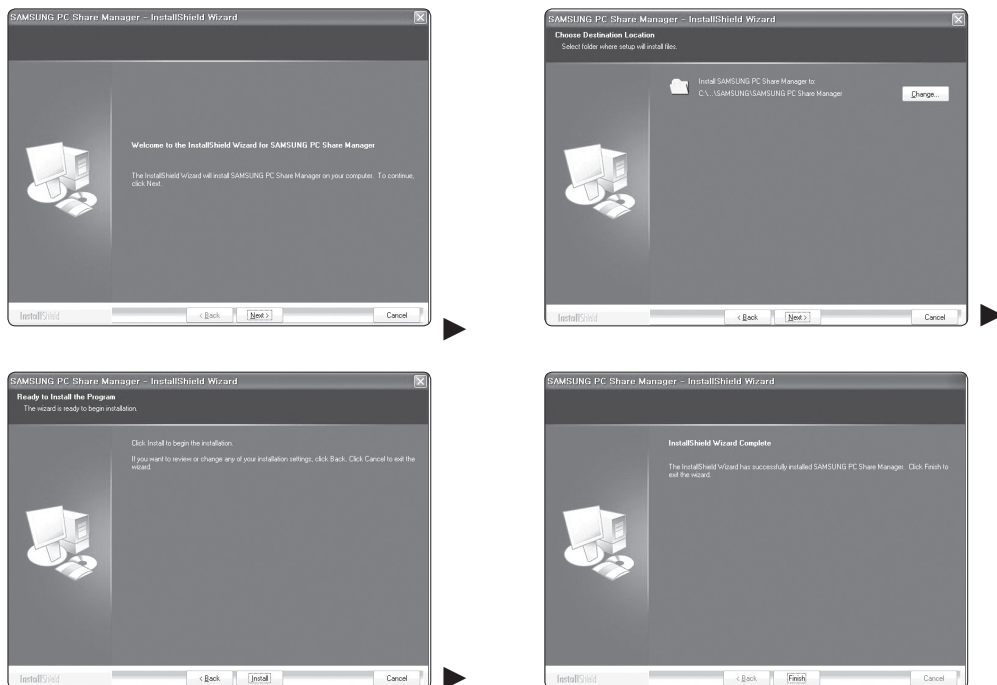 SAMSUNG PC Share Manager - InstallShield Wizard
Welcome to the InstallShield Wizard for SAMSUNG PC Share Manager
The InstallShield Wizard will install SAMSUNG PC Share Manager on your computer. To continue,
click Next.
InstallShield
< Back Next > Cancel
SAMSUNG PC Share Manager - InstallShield Wizard
Choose Destination Location
Select folder where setup will install files.
Install SAMSUNG PC Share Manager to:
C:\...\SAMSUNG\SAMSUNG PC Share Manager
Change...
InstallShield
< Back Next > Cancel
SAMSUNG PC Share Manager - InstallShield Wizard
Ready to Install the Program
The wizard is ready to begin installation.
Click Install to begin the installation.
If you want to review or change any of your installation settings, click Back. Click Cancel to exit the
wizard.
InstallShield
< Back Install Cancel
SAMSUNG PC Share Manager - InstallShield Wizard
InstallShield Wizard Complete
The InstallShield Wizard has successfully installed SAMSUNG PC Share Manager. Click Finish to
exit the wizard.
InstallShield
< Back Finish Cancel